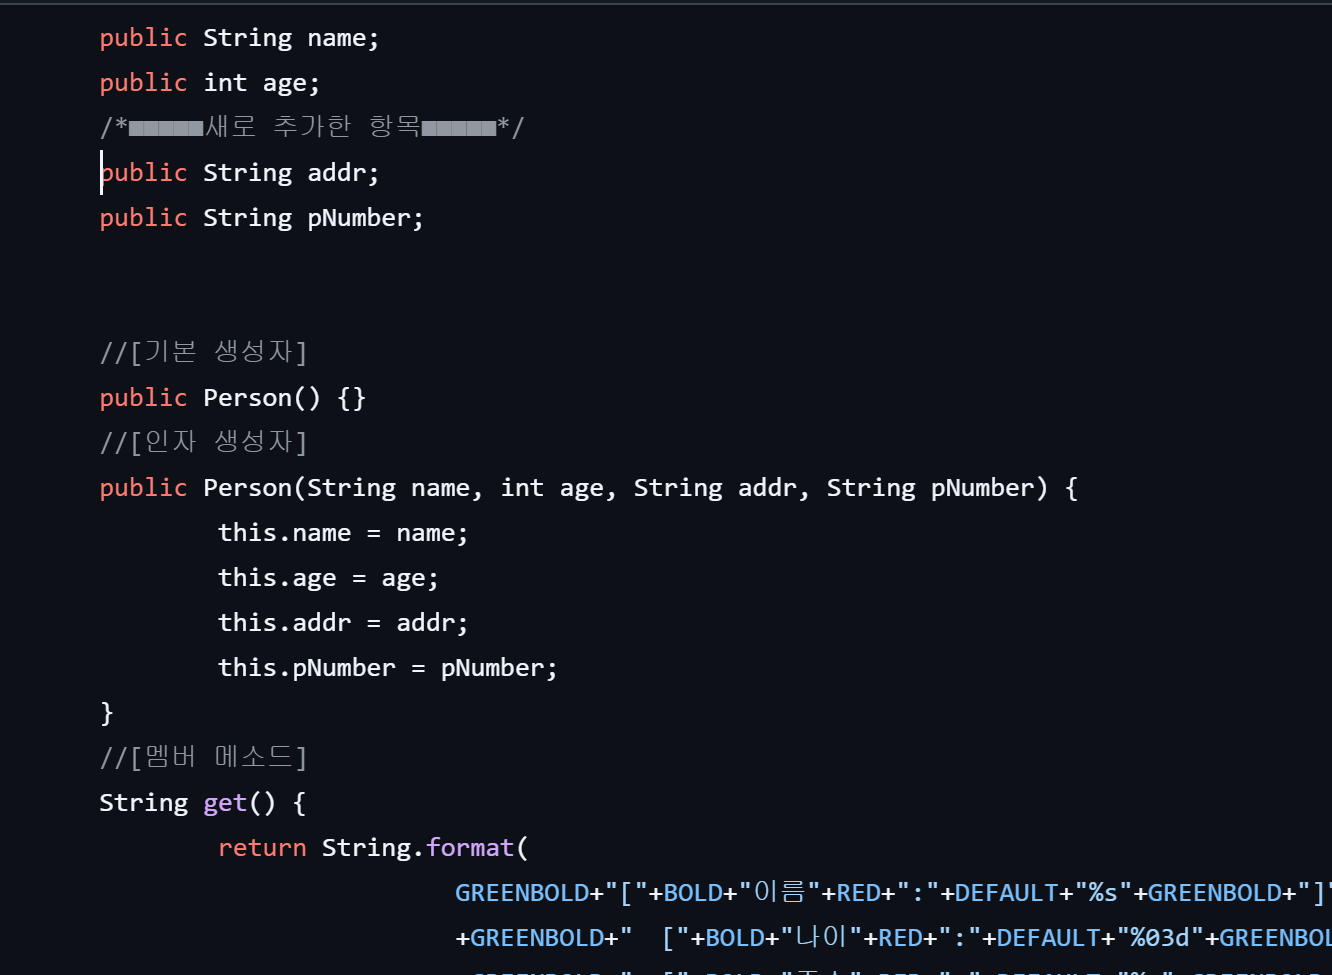 public String name;
public int age;
/*■■■■■새로 추가한 항목■■■■■*/
public String addr;
public String pNumber;
//[기본 생성자]
public Person() {}
//[인자 생성자]
public Person(String name, int age, String addr, String pNumber) {
this.name = name;
this.age = age;
this.addr = addr;
this.pNumber = pNumber;
}
//[멤버 메소드]
String get() {
return String.format(
GREENBOLD+"["+BOLD+"이름"+RED+":"+DEFAULT+"%s"+GREENBOLD+"]"
+GREENBOLD+"  ["+BOLD+"나이"+RED+":"+DEFAULT+"%03d"+GREENBOL